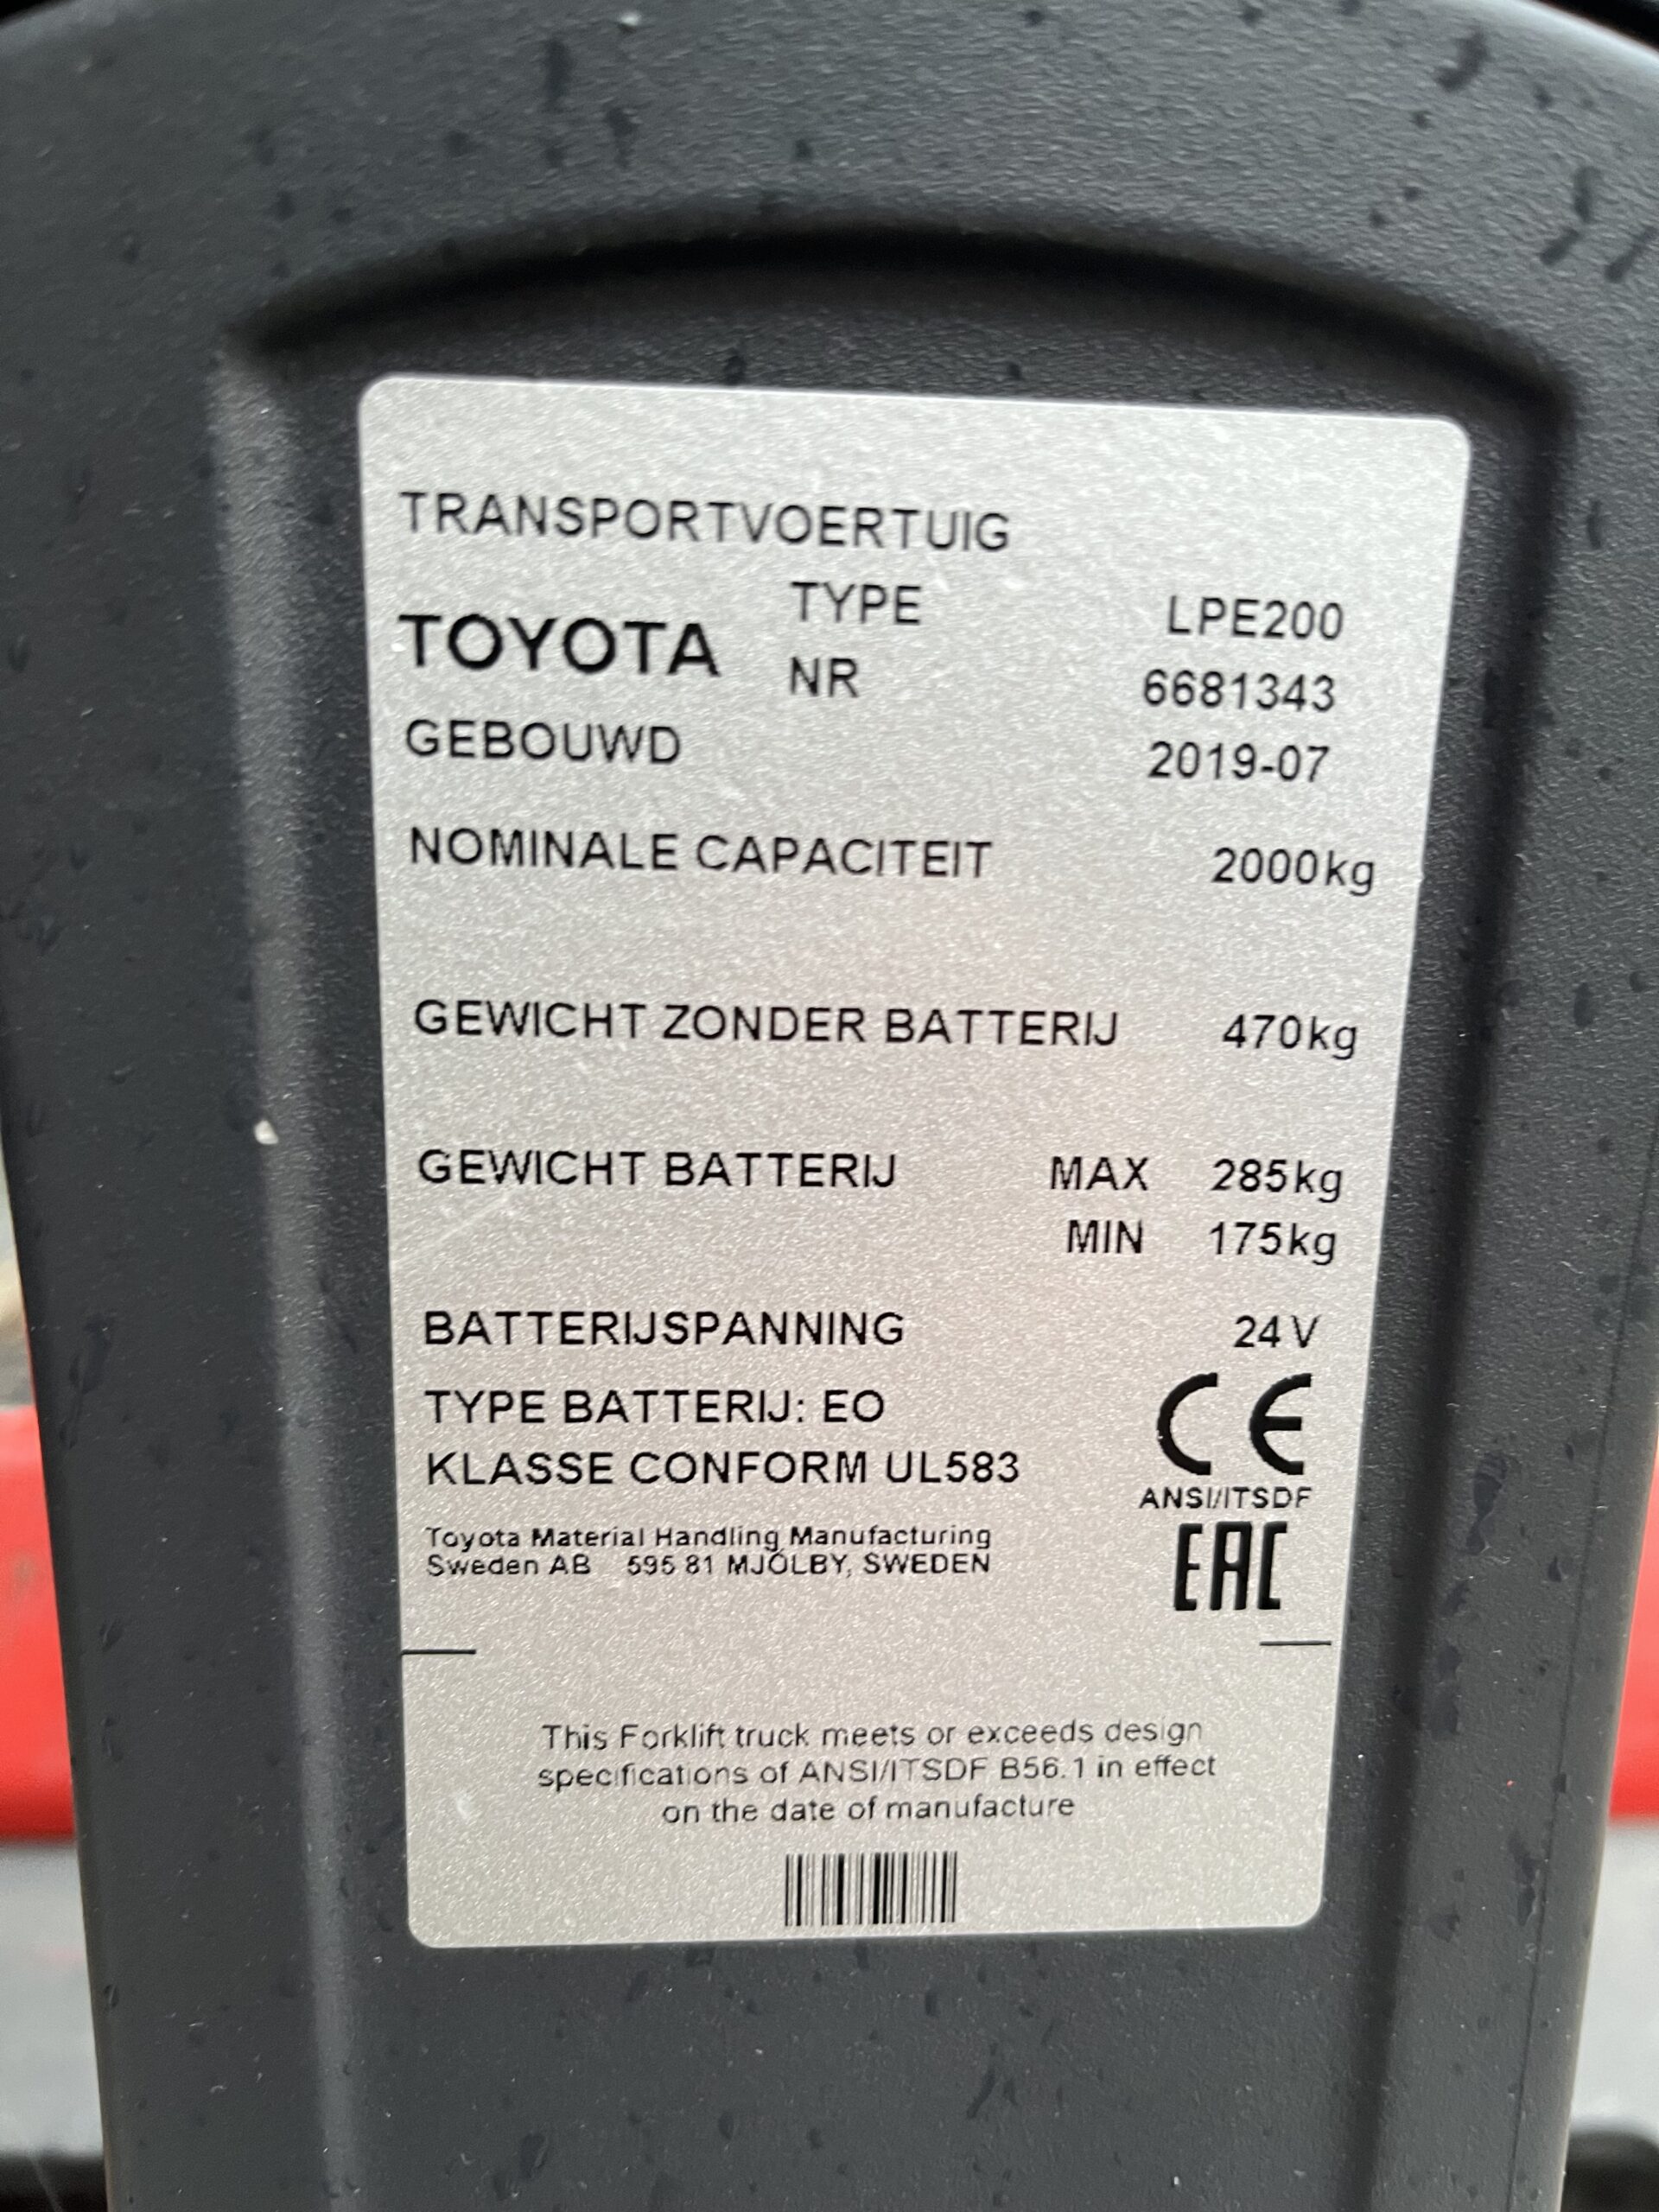 TRANSPORTVOERTUIG
TYPE LPE200
TOYOTA
NR 6681343
GEBOUWD 2019-07
NOMINALE CAPACITEIT 2000kg
GEWICHT ZONDER BATTERIJ 470kg
GEWICHT BATTERIJ MAX 285kg
MIN 175kg
BATTERIJSPANNING 24V
TYPE BATTERIJ: EO
KLASSE CONFORM UL583
CE
ANSI/ITSDF
Toyota Material Handling Manufacturing
Sweden AB 595 81 MJÖLBY, SWEDEN
EAC
This Forklift truck meets or exceeds design
specifications of ANSI/ITSDF B56.1 in effect
on the date of manufacture